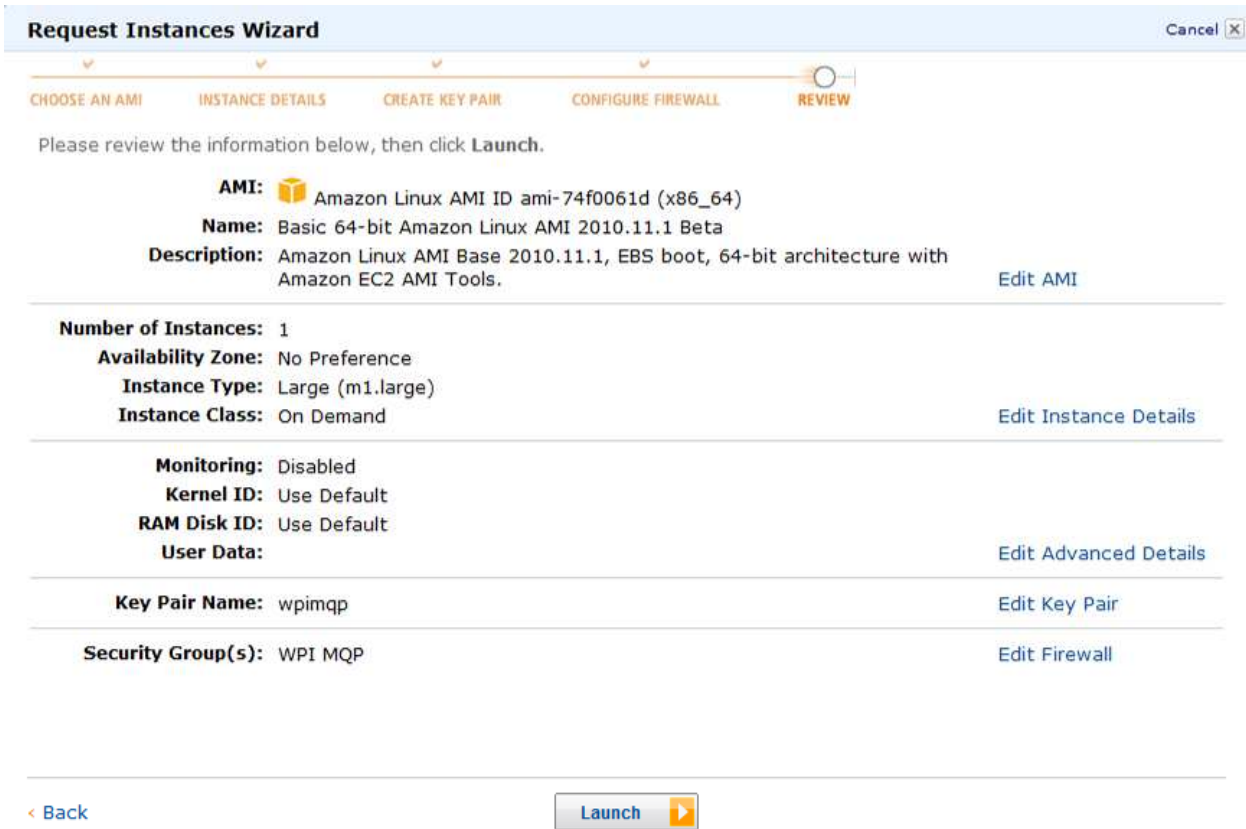 Request Instances Wizard
Cancel
CHOOSE AN AMI INSTANCE DETAILS CREATE KEY PAIR CONFIGURE FIREWALL REVIEW
Please review the information below, then click Launch.
AMI: Amazon Linux AMI ID ami-74f0061d (x86_64)
Name: Basic 64-bit Amazon Linux AMI 2010.11.1 Beta
Description: Amazon Linux AMI Base 2010.11.1, EBS boot, 64-bit architecture with
Amazon EC2 AMI Tools. Edit AMI
Number of Instances: 1
Availability Zone: No Preference
Instance Type: Large (m1.large)
Instance Class: On Demand Edit Instance Details
Monitoring: Disabled
Kernel ID: Use Default
RAM Disk ID: Use Default
User Data: Edit Advanced Details
Key Pair Name: wpimqp Edit Key Pair
Security Group(s): WPI MQP Edit Firewall
< Back Launch